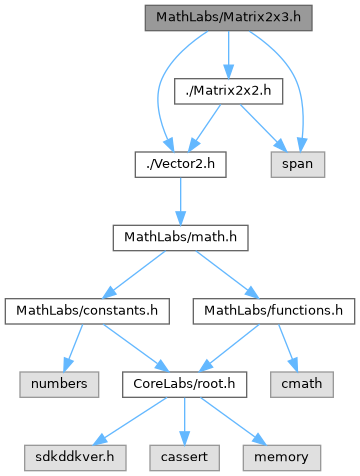 MathLabs/Matrix2x3.h
./Matrix2x2.h
./Vector2.h
span
MathLabs/math.h
MathLabs/constants.h
MathLabs/functions.h
numbers
CoreLabs/root.h
cmath
sdkddkver.h
cassert
memory